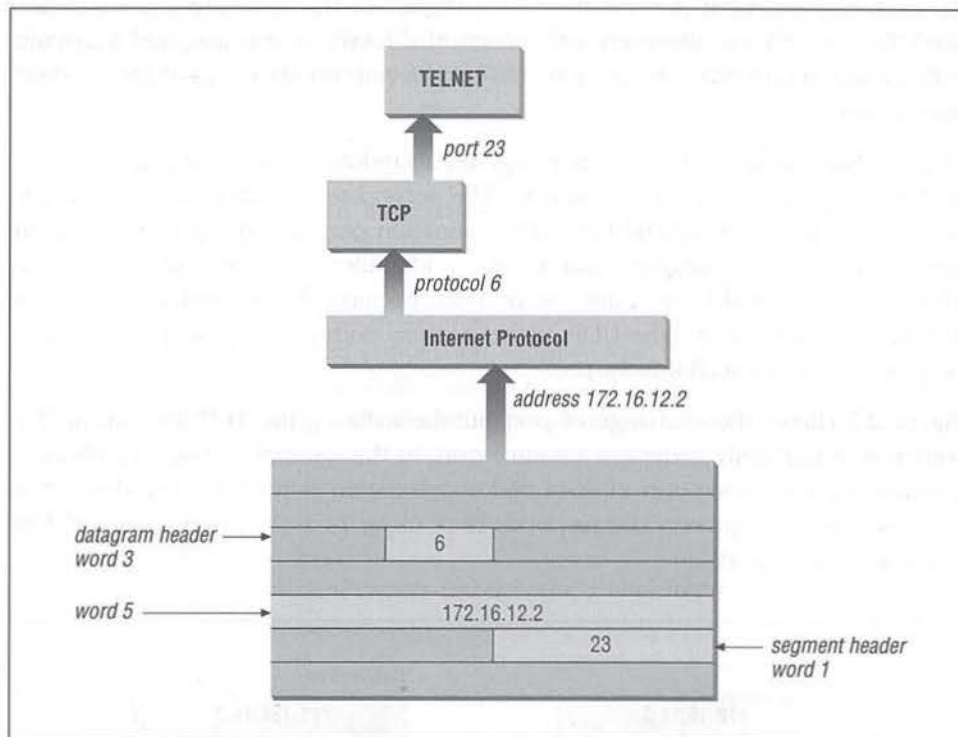 TELNET
port 23
TCP
protocol 6
Internet Protocol
address 172.16.12.2
datagram header
word 3
6
word 5
172.16.12.2
23
segment header
word 1